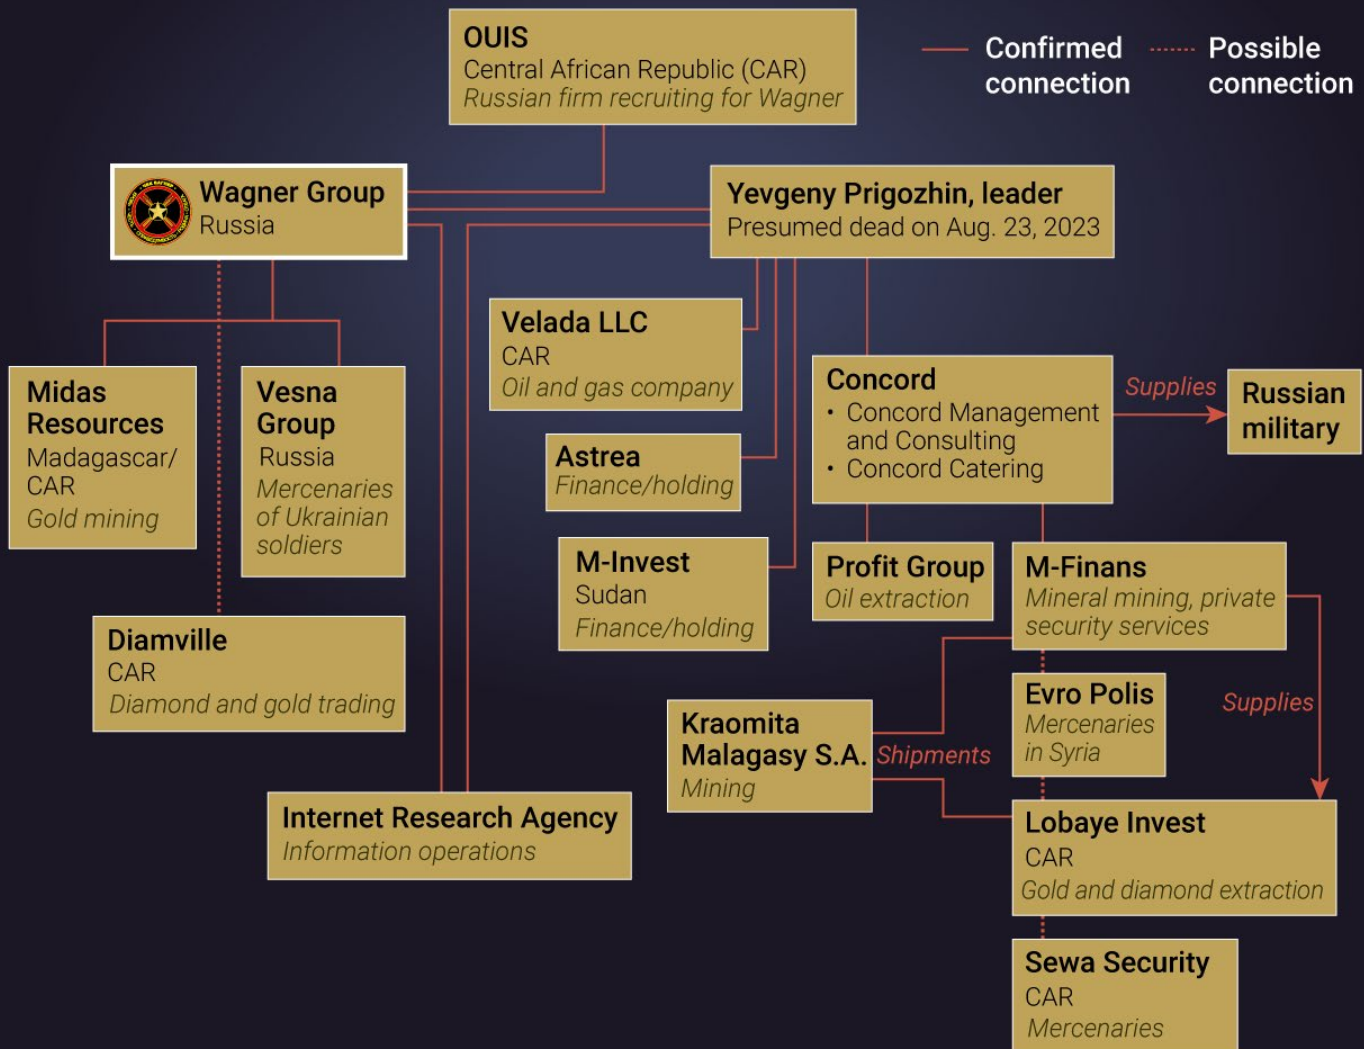 OUIS
Central African Republic (CAR)
Russian firm recruiting for Wagner
Confirmed
connection
Possible
connection
Wagner Group
Russia
Yevgeny Prigozhin, leader
Presumed dead on Aug. 23, 2023
Velada LLC
CAR
Oil and gas company
Midas
Resources
Madagascar/
CAR
Gold mining
Vesna
Group
Russia
Mercenaries
of Ukrainian
soldiers
Concord
• Concord Management
and Consulting
• Concord Catering
Supplies
Russian
military
Astrea
Finance/holding
M-Invest
Sudan
Finance/holding
Profit Group
Oil extraction
M-Finans
Mineral mining, private
security services
Diamville
CAR
Diamond and gold trading
Evro Polis
Mercenaries
in Syria
Supplies
Kraomita
Malagasy S.A.
Mining
Shipments
Internet Research Agency
Information operations
Lobaye Invest
CAR
Gold and diamond extraction
Sewa Security
CAR
Mercenaries